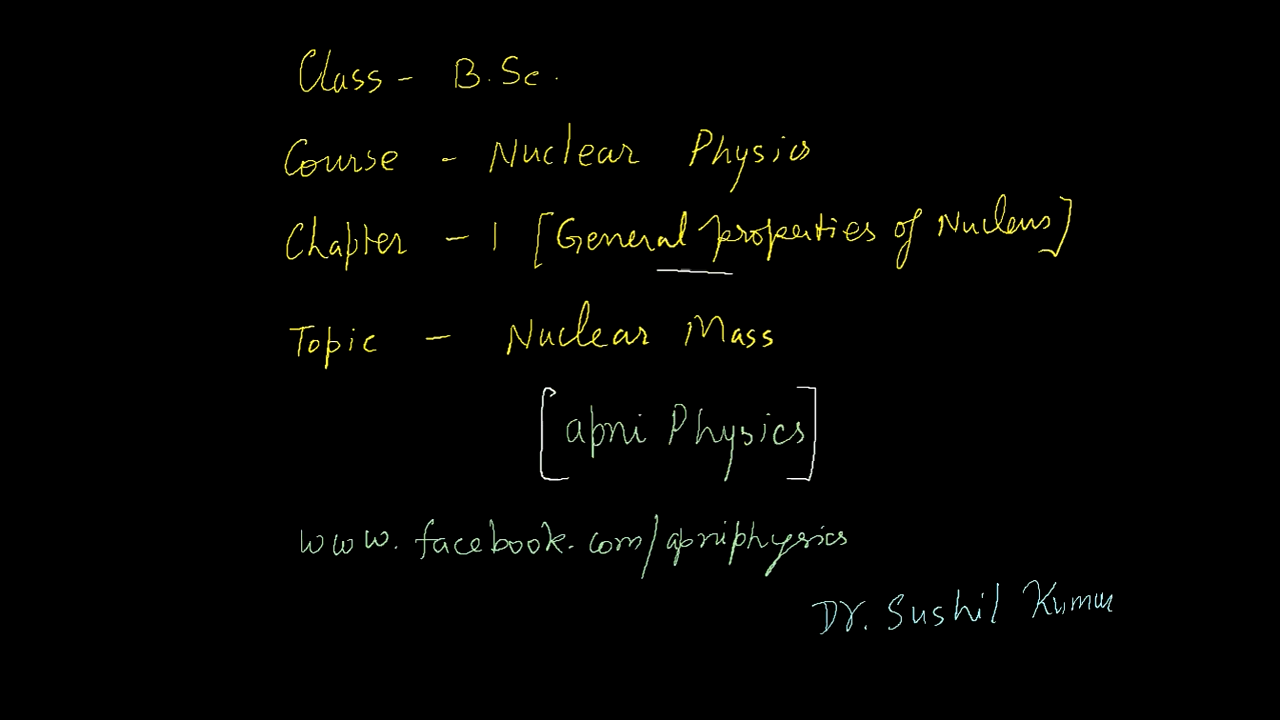 Class - B.Sc.
Course - Nuclear Physics
Chapter - 1 [General properties of Nucleus]
Topic - Nuclear Mass
[apni Physics]
www.facebook.com/apniphysics
Dr. Sushil Kumar